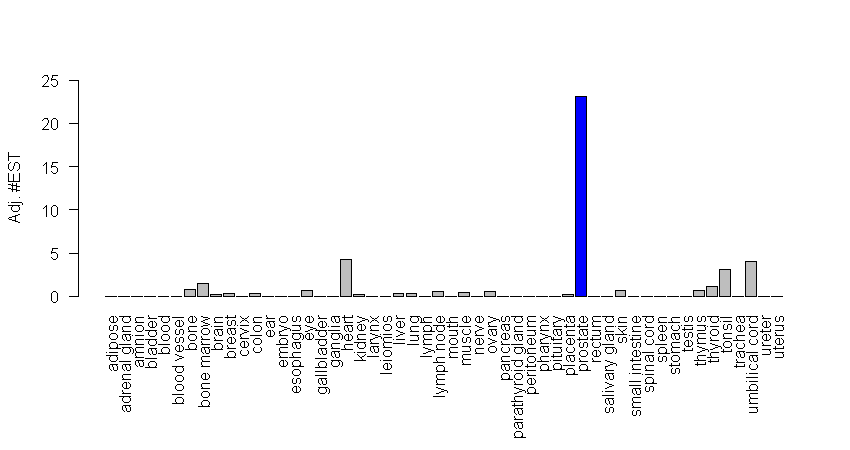 25
20
15
10
5
0
Adj. #EST
adipose
adrenal gland
amnion
bladder
blood
blood vessel
bone
bone marrow
brain
breast
cervix
colon
ear
embryo
esophagus
eye
gallbladder
ganglia
heart
kidney
larynx
leiomios
liver
lung
lymph
lymph node
mouth
muscle
nerve
ovary
pancreas
parathyroid gland
peritoneum
pharynx
pituitary
placenta
prostate
rectum
salivary gland
skin
small intestine
spinal cord
spleen
stomach
testis
thymus
thyroid
tonsil
trachea
umbilical cord
ureter
uterus